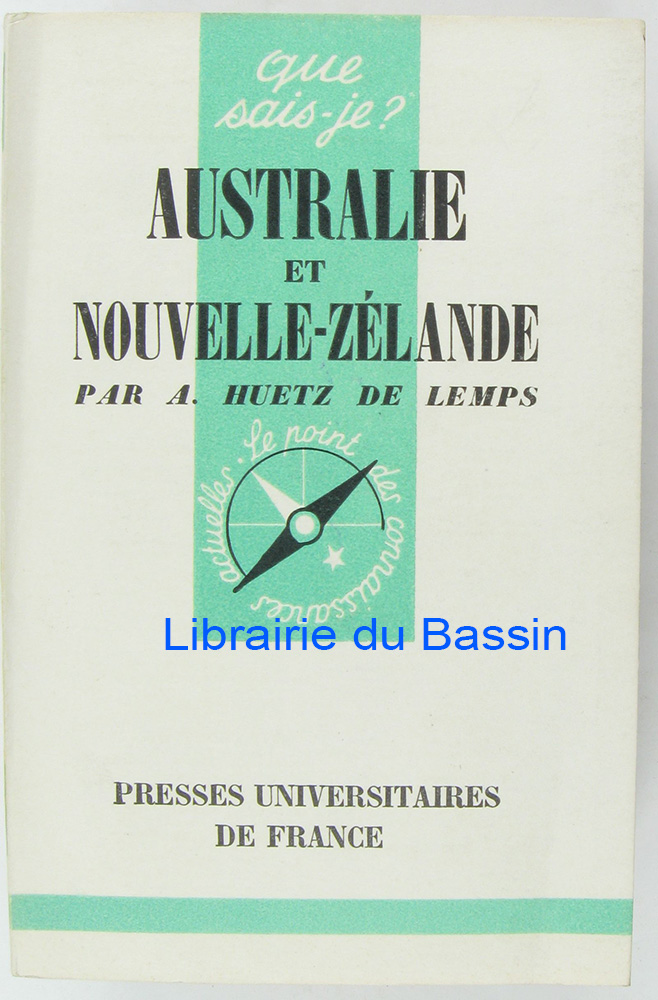 que
sais-je?
AUSTRALIE
ET
NOUVELLE-ZÉLANDE
PAR A. HUETZ DE LEMPS
Le point des connaissances actuelles.
Librairie du Bassin
PRESSES UNIVERSITAIRES
DE FRANCE